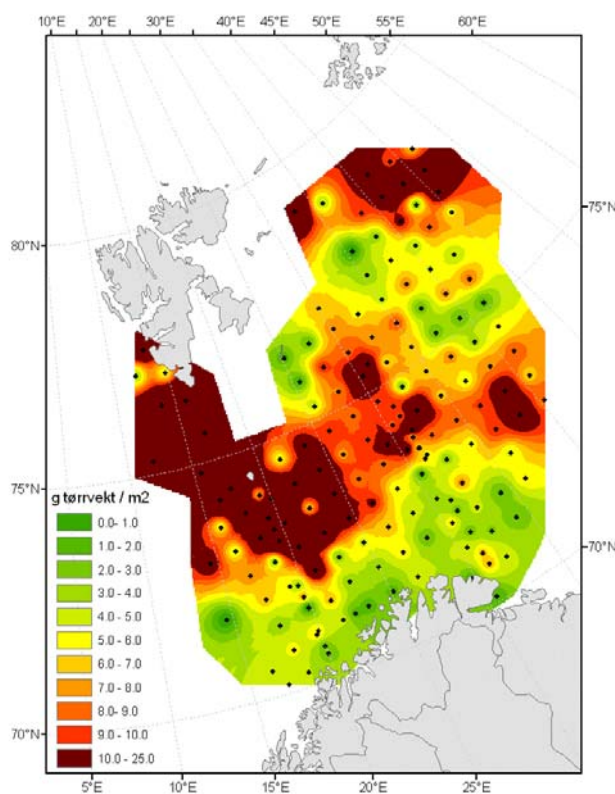 10°E 20°E 30°E 35°E 40°E 45°E 50°E 55°E 60°E
75°N
80°N
75°N
g tørrvekt / m2
0.0- 1.0
1.0 - 2.0
2.0 - 3.0
3.0 - 4.0
4.0 - 5.0
5.0 - 6.0
6.0 - 7.0
7.0 - 8.0
8.0 - 9.0
9.0 - 10.0
10.0 - 25.0
70°N
70°N
5°E 10°E 15°E 20°E 25°E